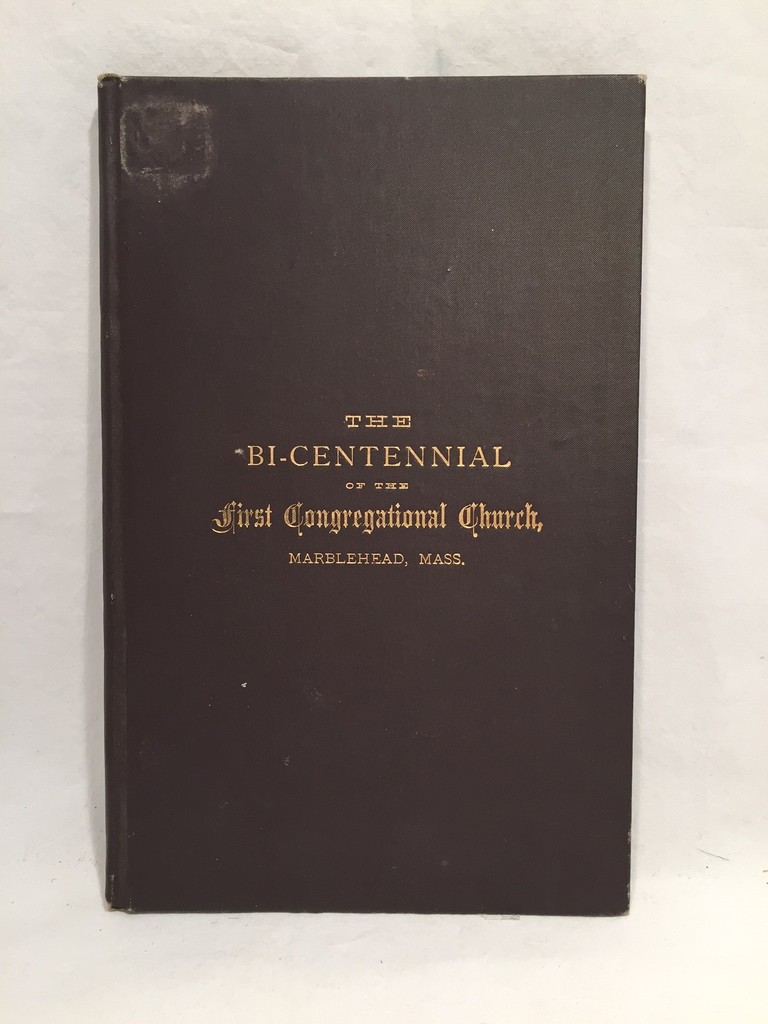 THE
BI-CENTENNIAL
OF THE
First Congregational Church,
MARBLEHEAD, MASS.